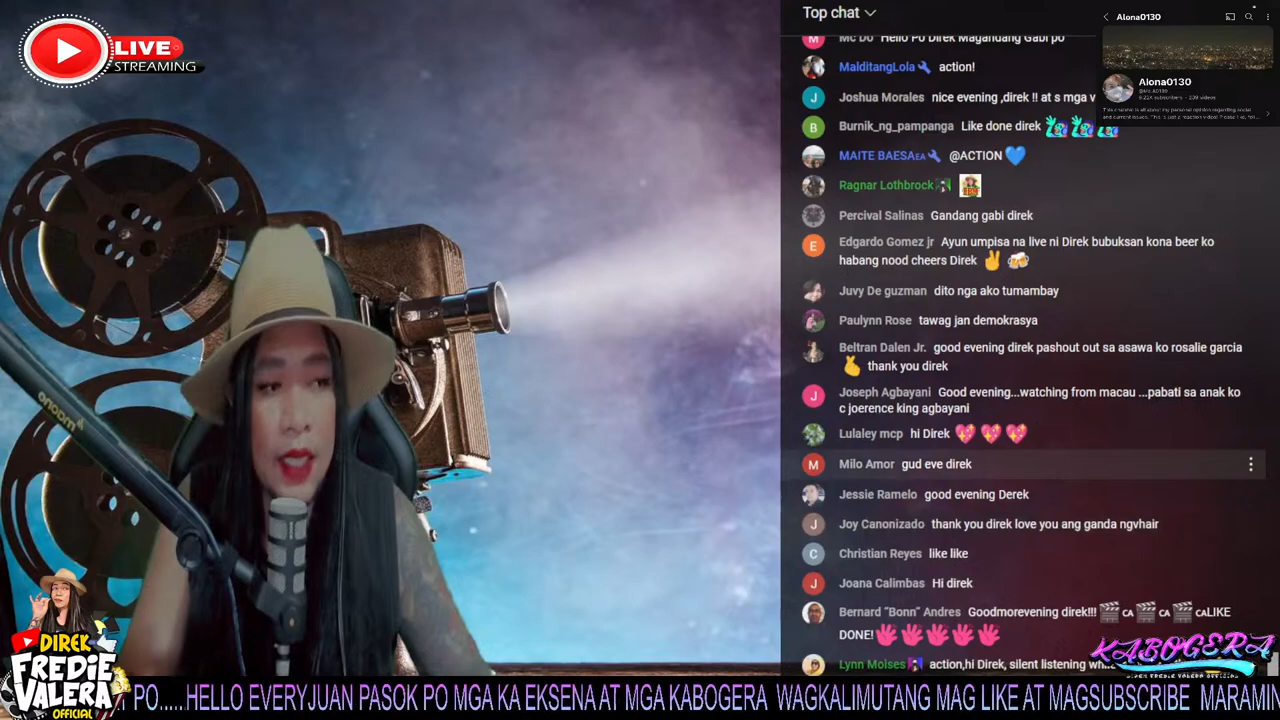 LIVE
STREAMING
maono
DIREK
FREDIE
VALERA
OFFICIAL
Top chat
Alona0130
Alona0130
Mc Do Hello Po Direk Magandang Gabi po
MalditangLola action!
Joshua Morales nice evening ,direk !! at s mga v
Burnik_ng_pampanga Like done direk
MAITE BAESAEA @ACTION 💙
Ragnar Lothbrock
Percival Salinas Gandang gabi direk
Edgardo Gomez jr Ayun umpisa na live ni Direk bubuksan kona beer ko
habang nood cheers Direk ✌️ 🍻
Juvy De guzman dito nga ako tumambay
Paulynn Rose tawag jan demokrasya
Beltran Dalen Jr. good evening direk pashout out sa asawa ko rosalie garcia
🫰 thank you direk
Joseph Agbayani Good evening...watching from macau ...pabati sa anak ko
c joerence king agbayani
Lulaley mcp hi Direk 💖 💖 💖
Milo Amor gud eve direk
Jessie Ramelo good evening Derek
Joy Canonizado thank you direk love you ang ganda ngvhair
Christian Reyes like like
Joana Calimbas Hi direk
Bernard “Bonn” Andres Goodmorevening direk!!! 🎬 CA 🎬 CA 🎬 CALIKE
DONE!
Lynn Moises action,hi Direk, silent listening
KABOGERA
PO.....HELLO EVERYJUAN PASOK PO MGA KA EKSENA AT MGA KABOGERA WAGKALIMUTANG MAG LIKE AT MAGSUBSCRIBE